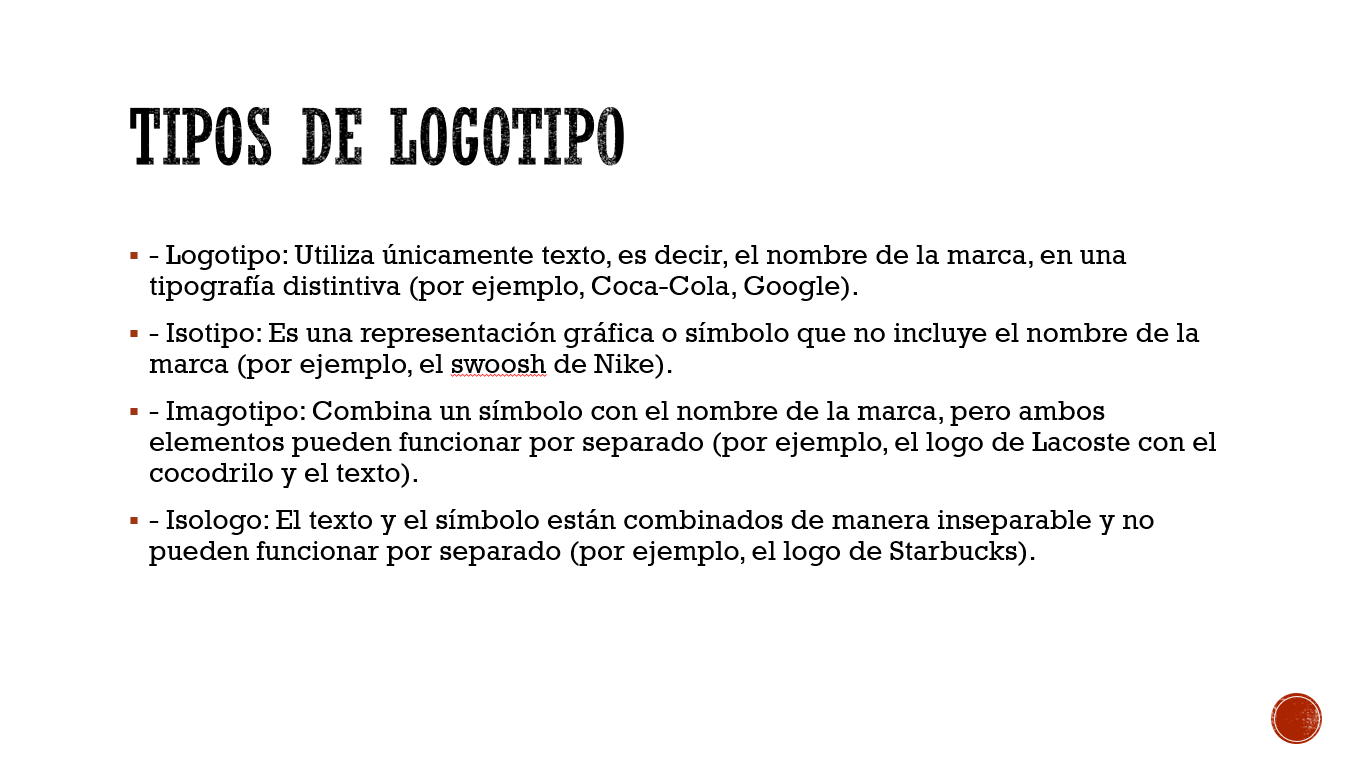 TIPOS DE LOGOTIPO
- Logotipo: Utiliza únicamente texto, es decir, el nombre de la marca, en una
tipografía distintiva (por ejemplo, Coca-Cola, Google).
- Isotipo: Es una representación gráfica o símbolo que no incluye el nombre de la
marca (por ejemplo, el swoosh de Nike).
- Imagotipo: Combina un símbolo con el nombre de la marca, pero ambos
elementos pueden funcionar por separado (por ejemplo, el logo de Lacoste con el
cocodrilo y el texto).
- Isologo: El texto y el símbolo están combinados de manera inseparable y no
pueden funcionar por separado (por ejemplo, el logo de Starbucks).